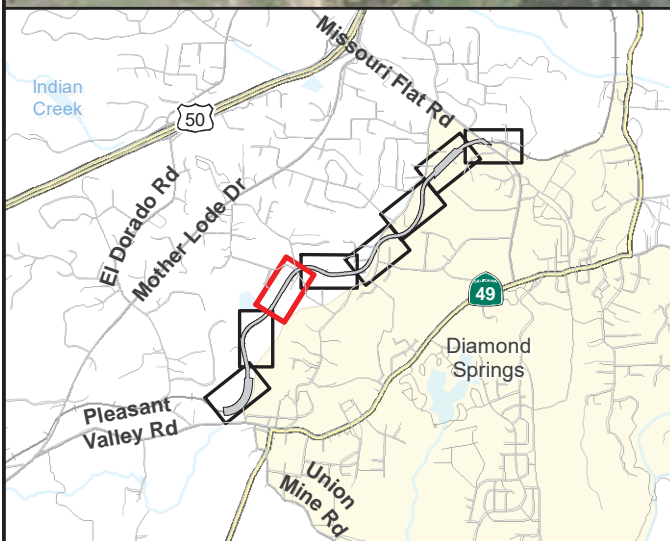 Missouri Flat Rd
Indian
Creek
50
El Dorado Rd
Mother Lode Dr
CALIFORNIA
49
Diamond
Springs
Pleasant
Valley Rd
Union
Mine Rd